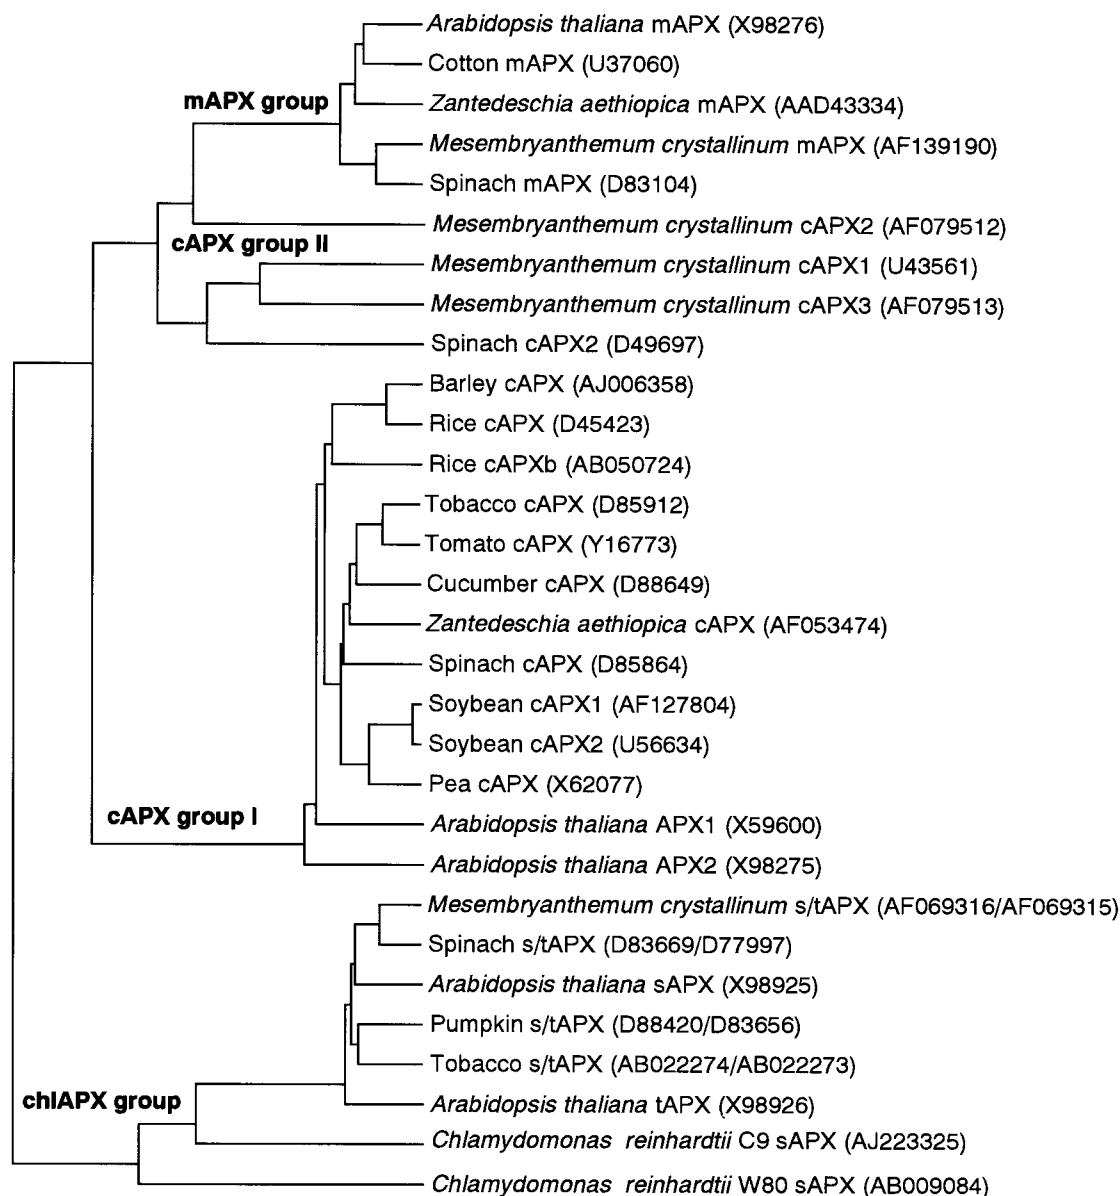 Arabidopsis thaliana mAPX (X98276)
Cotton mAPX (U37060)
mAPX group
Zantedeschia aethiopica mAPX (AAD43334)
Mesembryanthemum crystallinum mAPX (AF139190)
Spinach mAPX (D83104)
Mesembryanthemum crystallinum cAPX2 (AF079512)
cAPX group II
Mesembryanthemum crystallinum cAPX1 (U43561)
Mesembryanthemum crystallinum cAPX3 (AF079513)
Spinach cAPX2 (D49697)
Barley cAPX (AJ006358)
Rice cAPX (D45423)
Rice cAPXb (AB050724)
Tobacco cAPX (D85912)
Tomato cAPX (Y16773)
Cucumber cAPX (D88649)
Zantedeschia aethiopica cAPX (AF053474)
Spinach cAPX (D85864)
Soybean cAPX1 (AF127804)
Soybean cAPX2 (U56634)
Pea cAPX (X62077)
cAPX group I
Arabidopsis thaliana APX1 (X59600)
Arabidopsis thaliana APX2 (X98275)
Mesembryanthemum crystallinum s/tAPX (AF069316/AF069315)
Spinach s/tAPX (D83669/D77997)
Arabidopsis thaliana sAPX (X98925)
Pumpkin s/tAPX (D88420/D83656)
Tobacco s/tAPX (AB022274/AB022273)
chlAPX group
Arabidopsis thaliana tAPX (X98926)
Chlamydomonas reinhardtii C9 sAPX (AJ223325)
Chlamydomonas reinhardtii W80 sAPX (AB009084)